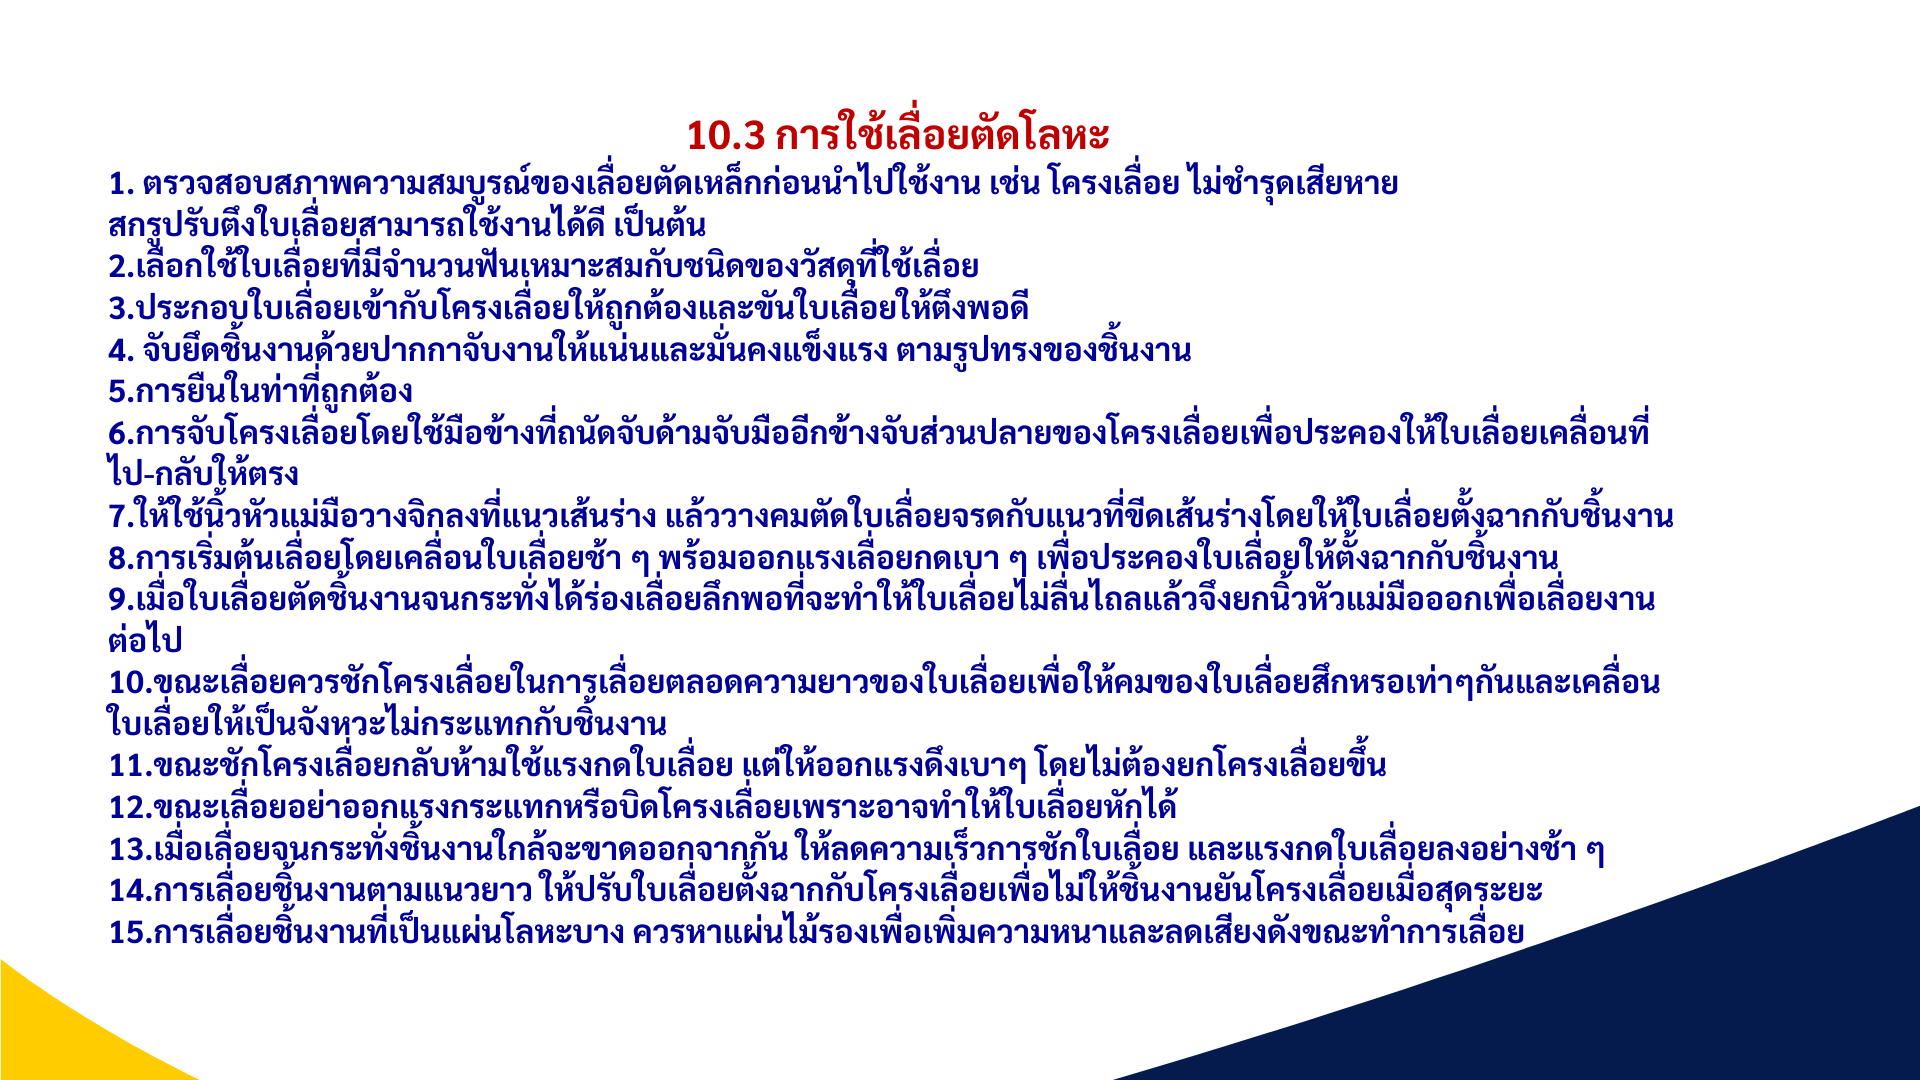 10.3 การใช้เลื่อยตัดโลหะ
1. ตรวจสอบสภาพความสมบูรณ์ของเลื่อยตัดเหล็กก่อนนำไปใช้งาน เช่น โครงเลื่อย ไม่ชำรุดเสียหาย
สกรูปรับตึงใบเลื่อยสามารถใช้งานได้ดี เป็นต้น
2.เลือกใช้ใบเลื่อยที่มีจำนวนฟันเหมาะสมกับชนิดของวัสดุที่ใช้เลื่อย
3.ประกอบใบเลื่อยเข้ากับโครงเลื่อยให้ถูกต้องและขันใบเลื่อยให้ตึงพอดี
4. จับยึดชิ้นงานด้วยปากกาจับงานให้แน่นและมั่นคงแข็งแรง ตามรูปทรงของชิ้นงาน
5.การยืนในท่าที่ถูกต้อง
6.การจับโครงเลื่อยโดยใช้มือข้างที่ถนัดจับด้ามจับมืออีกข้างจับส่วนปลายของโครงเลื่อยเพื่อประคองให้ใบเลื่อยเคลื่อนที่
ไป-กลับให้ตรง
7.ให้ใช้นิ้วหัวแม่มือวางจิกลงที่แนวเส้นร่าง แล้ววางคมตัดใบเลื่อยจรดกับแนวที่ขีดเส้นร่างโดยให้ใบเลื่อยตั้งฉากกับชิ้นงาน
8.การเริ่มต้นเลื่อยโดยเคลื่อนใบเลื่อยช้า ๆ พร้อมออกแรงเลื่อยกดเบา ๆ เพื่อประคองใบเลื่อยให้ตั้งฉากกับชิ้นงาน
9.เมื่อใบเลื่อยตัดชิ้นงานจนกระทั่งได้ร่องเลื่อยลึกพอที่จะทำให้ใบเลื่อยไม่ลื่นไถลแล้วจึงยกนิ้วหัวแม่มือออกเพื่อเลื่อยงาน
ต่อไป
10.ขณะเลื่อยควรชักโครงเลื่อยในการเลื่อยตลอดความยาวของใบเลื่อยเพื่อให้คมของใบเลื่อยสึกหรอเท่าๆกันและเคลื่อน
ใบเลื่อยให้เป็นจังหวะไม่กระแทกกับชิ้นงาน
11.ขณะชักโครงเลื่อยกลับห้ามใช้แรงกดใบเลื่อย แต่ให้ออกแรงดึงเบาๆ โดยไม่ต้องยกโครงเลื่อยขึ้น
12.ขณะเลื่อยอย่าออกแรงกระแทกหรือบิดโครงเลื่อยเพราะอาจทำให้ใบเลื่อยหักได้
13.เมื่อเลื่อยจนกระทั่งชิ้นงานใกล้จะขาดออกจากกัน ให้ลดความเร็วการชักใบเลื่อย และแรงกดใบเลื่อยลงอย่างช้า ๆ
14.การเลื่อยชิ้นงานตามแนวยาว ให้ปรับใบเลื่อยตั้งฉากกับโครงเลื่อยเพื่อไม่ให้ชิ้นงานยันโครงเลื่อยเมื่อสุดระยะ
15.การเลื่อยชิ้นงานที่เป็นแผ่นโลหะบาง ควรหาแผ่นไม้รองเพื่อเพิ่มความหนาและลดเสียงดังขณะทำการเลื่อย